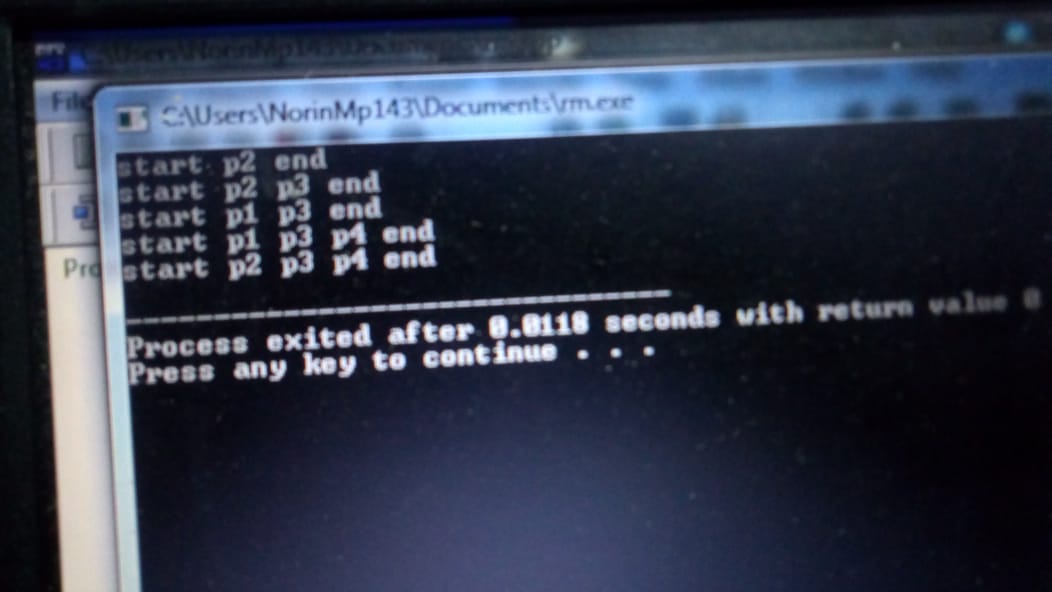 File
C:\Users\NorinMp143\Documents\rm.exe
start p2 end
start p2 p3 end
start p1 p3 end
start p1 p3 p4 end
start p2 p3 p4 end
Pro
--------------------------------
Process exited after 0.0118 seconds with return value 0
Press any key to continue . . .